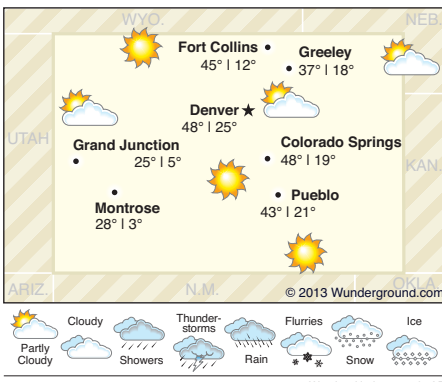 WYO.
NEB.
Fort Collins
45° | 12°
Greeley
37° | 18°
Denver
48° | 25°
UTAH
Grand Junction
25° | 5°
Colorado Springs
48° | 19°
KAN.
Montrose
28° | 3°
Pueblo
43° | 21°
ARIZ.
N.M.
OKLA.
© 2013 Wunderground.com
Partly
Cloudy
Cloudy
Showers
Thunder-
storms
Rain
Flurries
Snow
Ice